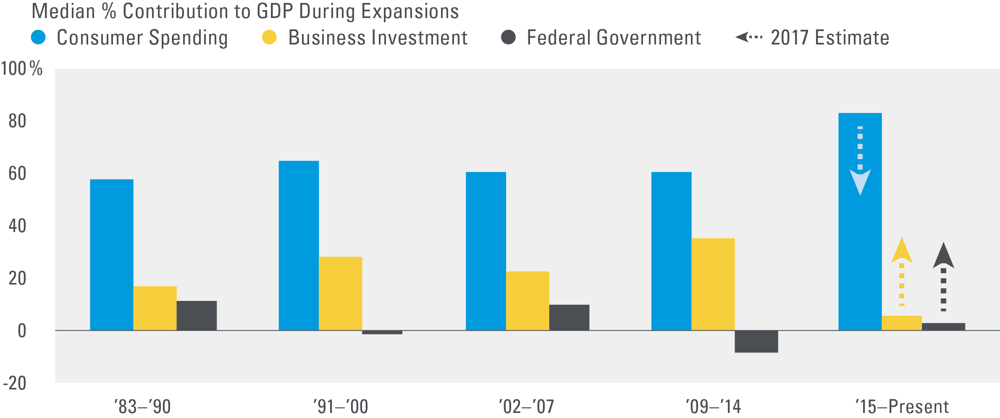 Median % Contribution to GDP During Expansions
Consumer Spending Business Investment Federal Government 2017 Estimate
100%
80
60
40
20
0
-20
’83–’90 ’91–’00 ’02–’07 ’09–’14 ’15–Present